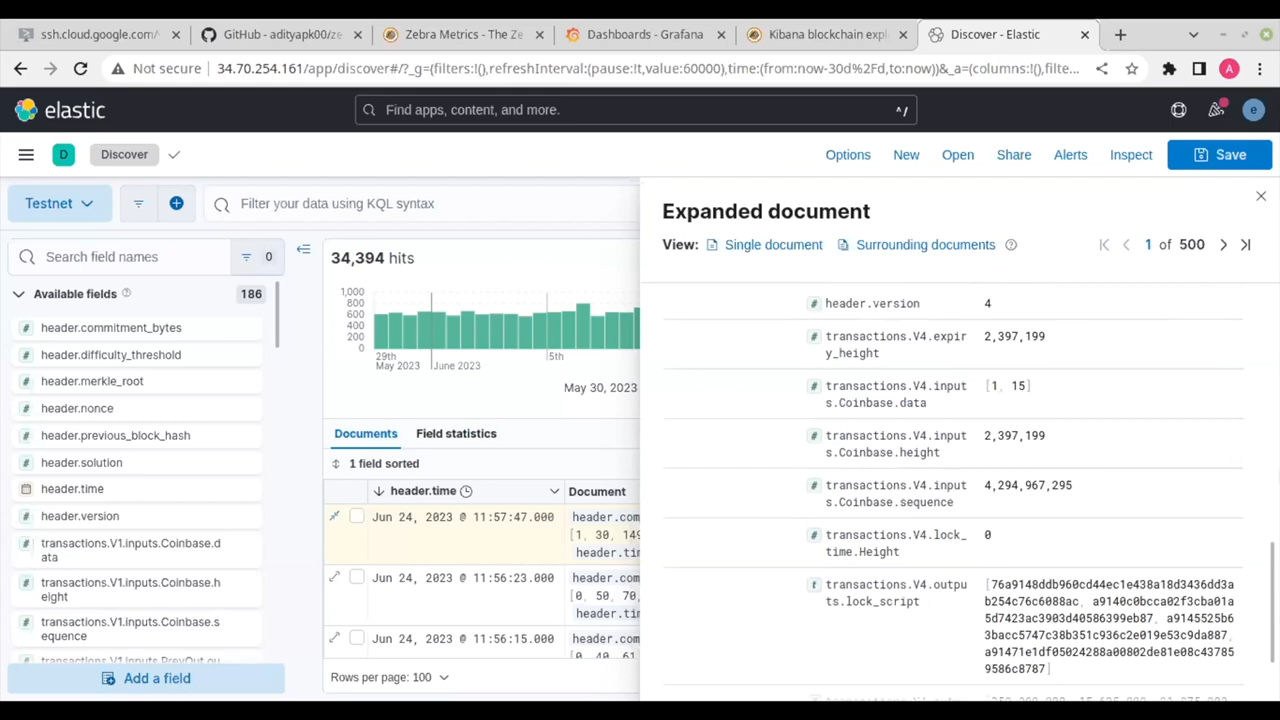 ssh.cloud.google.com/
GitHub - adityapk00/ze
Zebra Metrics - The Ze
Dashboards - Grafana
Kibana blockchain expl
Discover - Elastic
Not secure
34.70.254.161/app/discover#/?_g=(filters:!(),refreshInterval:(pause:!t,value:60000),time:(from:now-30d%2Fd,to:now))&_a=(columns:!(),filte...
A
elastic
Find apps, content, and more.
^/
e
D
Discover
Options
New
Open
Share
Alerts
Inspect
Save
Testnet
Filter your data using KQL syntax
Search field names
0
Available fields
186
header.commitment_bytes
header.difficulty_threshold
header.merkle_root
header.nonce
header.previous_block_hash
header.solution
header.time
header.version
transactions.V1.inputs.Coinbase.d
ata
transactions.V1.inputs.Coinbase.h
eight
transactions.V1.inputs.Coinbase.s
equence
transactions.V1.inputs.PrevOut.ou
Add a field
34,394 hits
1,000
800
600
400
200
0
29th
May 2023
June 2023
5th
May 30, 2023
Documents
Field statistics
1 field sorted
header.time
Document
Jun 24, 2023 @ 11:57:47.000
header.com
[1, 30, 149
header.tim
Jun 24, 2023 @ 11:56:23.000
header.com
[0, 50, 70,
header.tim
Jun 24, 2023 @ 11:56:15.000
header.com
[0, 40, 61
Rows per page: 100
Expanded document
View:
Single document
Surrounding documents
1 of 500
header.version
4
transactions.V4.expir
y_height
2,397,199
transactions.V4.input
s.Coinbase.data
[1, 15]
transactions.V4.input
s.Coinbase.height
2,397,199
transactions.V4.input
s.Coinbase.sequence
4,294,967,295
transactions.V4.lock_
time.Height
0
t
transactions.V4.outpu
ts.lock_script
[76a9148ddb960cd44ec1e438a18d3436dd3a
b254c76c6088ac, a9140c0bcca02f3cba01a
5d7423ac3903d40586399eb87, a9145525b6
3bacc5747c38b351c936c2e019e53c9da887,
a91471e1df05024288a00802de81e08c43785
9586c8787]